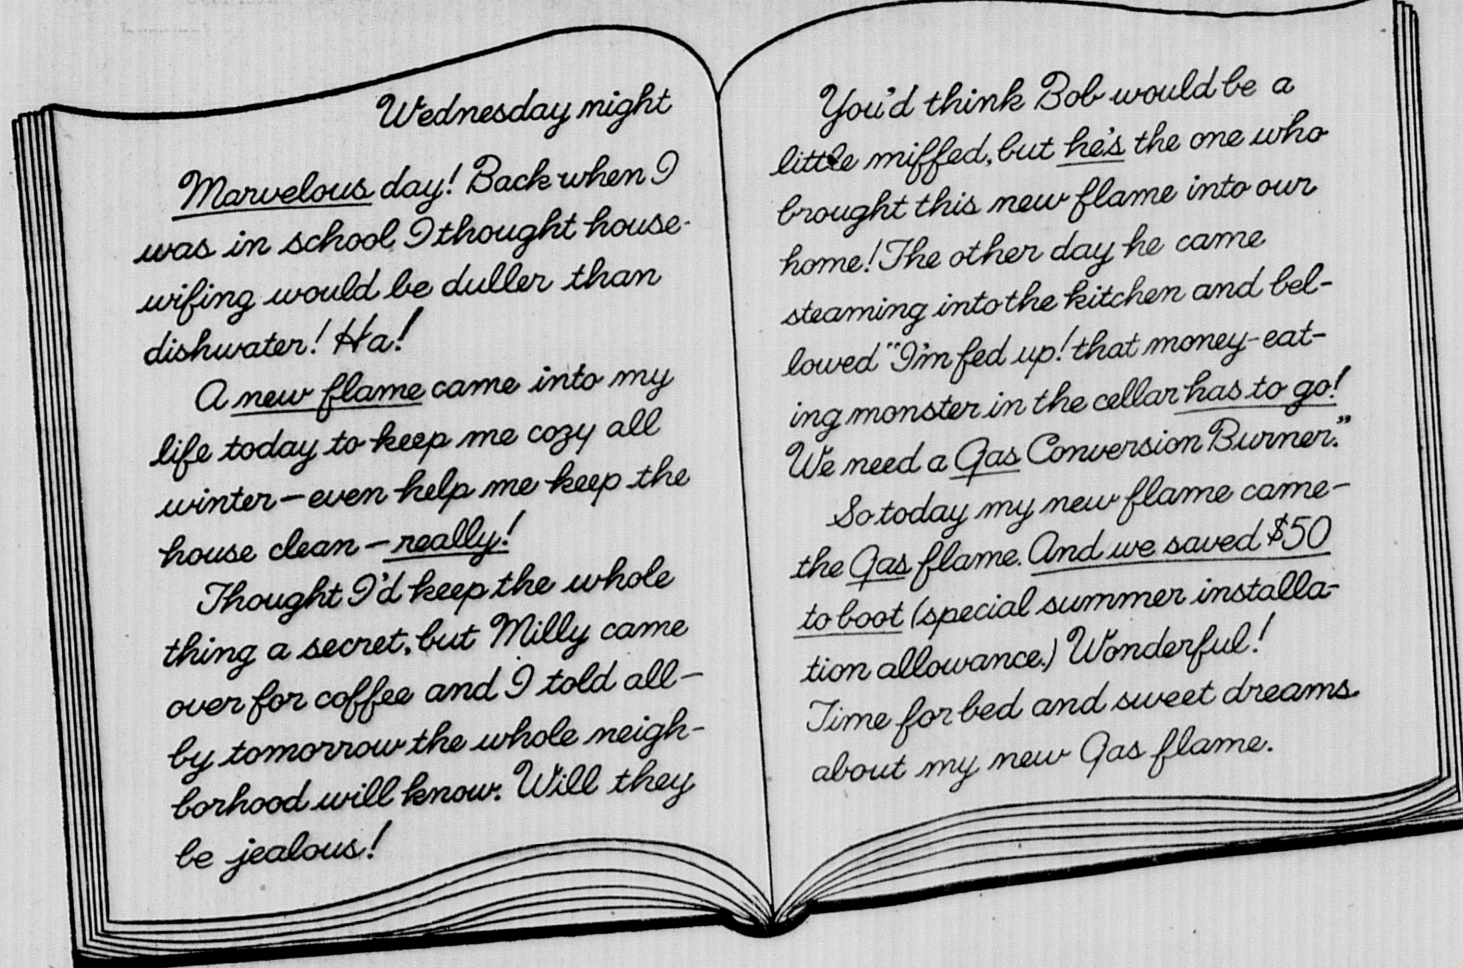 Wednesday night
Marvelous day! Back when I
was in school, I thought house-
wifing would be duller than
dishwater! Ha!
A new flame came into my
life today to keep me cozy all
winter—even help me keep the
house clean—really!
Thought I'd keep the whole
thing a secret, but Milly came
over for coffee and I told all—
by tomorrow the whole neigh-
borhood will know. Will they
be jealous!
You'd think Bob would be a
little miffed, but he's the one who
brought this new flame into our
home! The other day he came
steaming into the kitchen and bel-
lowed "I'm fed up! that money-eat-
ing monster in the cellar has to go!
We need a Gas Conversion Burner."
So today my new flame came—
the Gas flame. And we saved $50
to boot (special summer installa-
tion allowance.) Wonderful!
Time for bed and sweet dreams
about my new Gas flame.